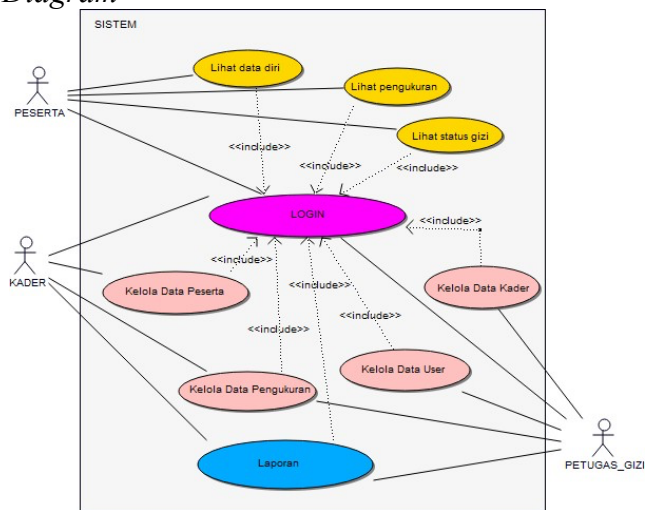 Diagram
SISTEM
Lihat data diri
Lihat pengukuran
PESERTA
Lihat status gizi
<<include>>
<<include>>
<<include>>
LOGIN
<<include>>
<<include>>
KADER
Kelola Data Peserta
<<include>>
Kelola Data Kader
<<include>>
<<include>>
Kelola Data User
Kelola Data Pengukuran
Laporan
PETUGAS_GIZI